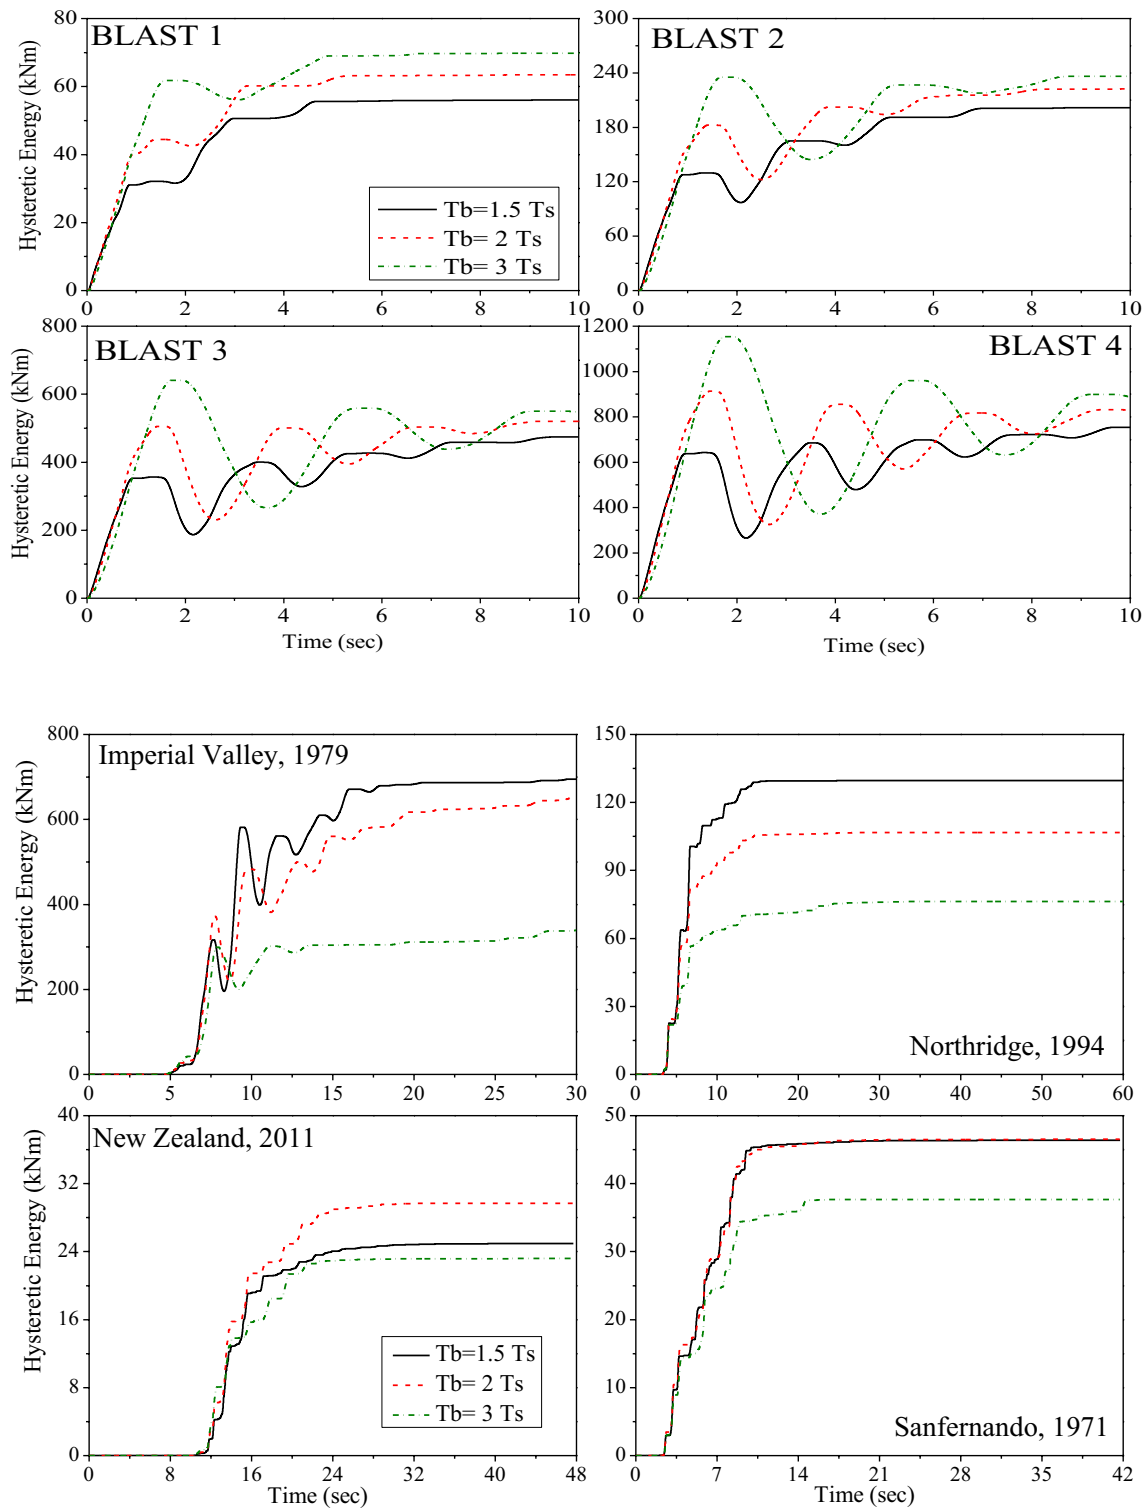 BLAST 1
Hysteretic Energy (kNm)
80
60
40
20
0
0 2 4 6 8 10
Tb=1.5 Ts
Tb= 2 Ts
Tb= 3 Ts
BLAST 2
300
240
180
120
60
0
0 2 4 6 8 10
BLAST 3
Hysteretic Energy (kNm)
800
600
400
200
0
0 2 4 6 8 10
Time (sec)
BLAST 4
1200
1000
800
600
400
200
0
0 2 4 6 8 10
Time (sec)
Imperial Valley, 1979
Hysteretic Energy (kNm)
800
600
400
200
0
0 5 10 15 20 25 30
Northridge, 1994
150
120
90
60
30
0
0 10 20 30 40 50 60
New Zealand, 2011
Hysteretic Energy (kNm)
40
32
24
16
8
0
0 8 16 24 32 40 48
Time (sec)
Tb=1.5 Ts
Tb= 2 Ts
Tb= 3 Ts
Sanfernando, 1971
50
40
30
20
10
0
0 7 14 21 28 35 42
Time (sec)